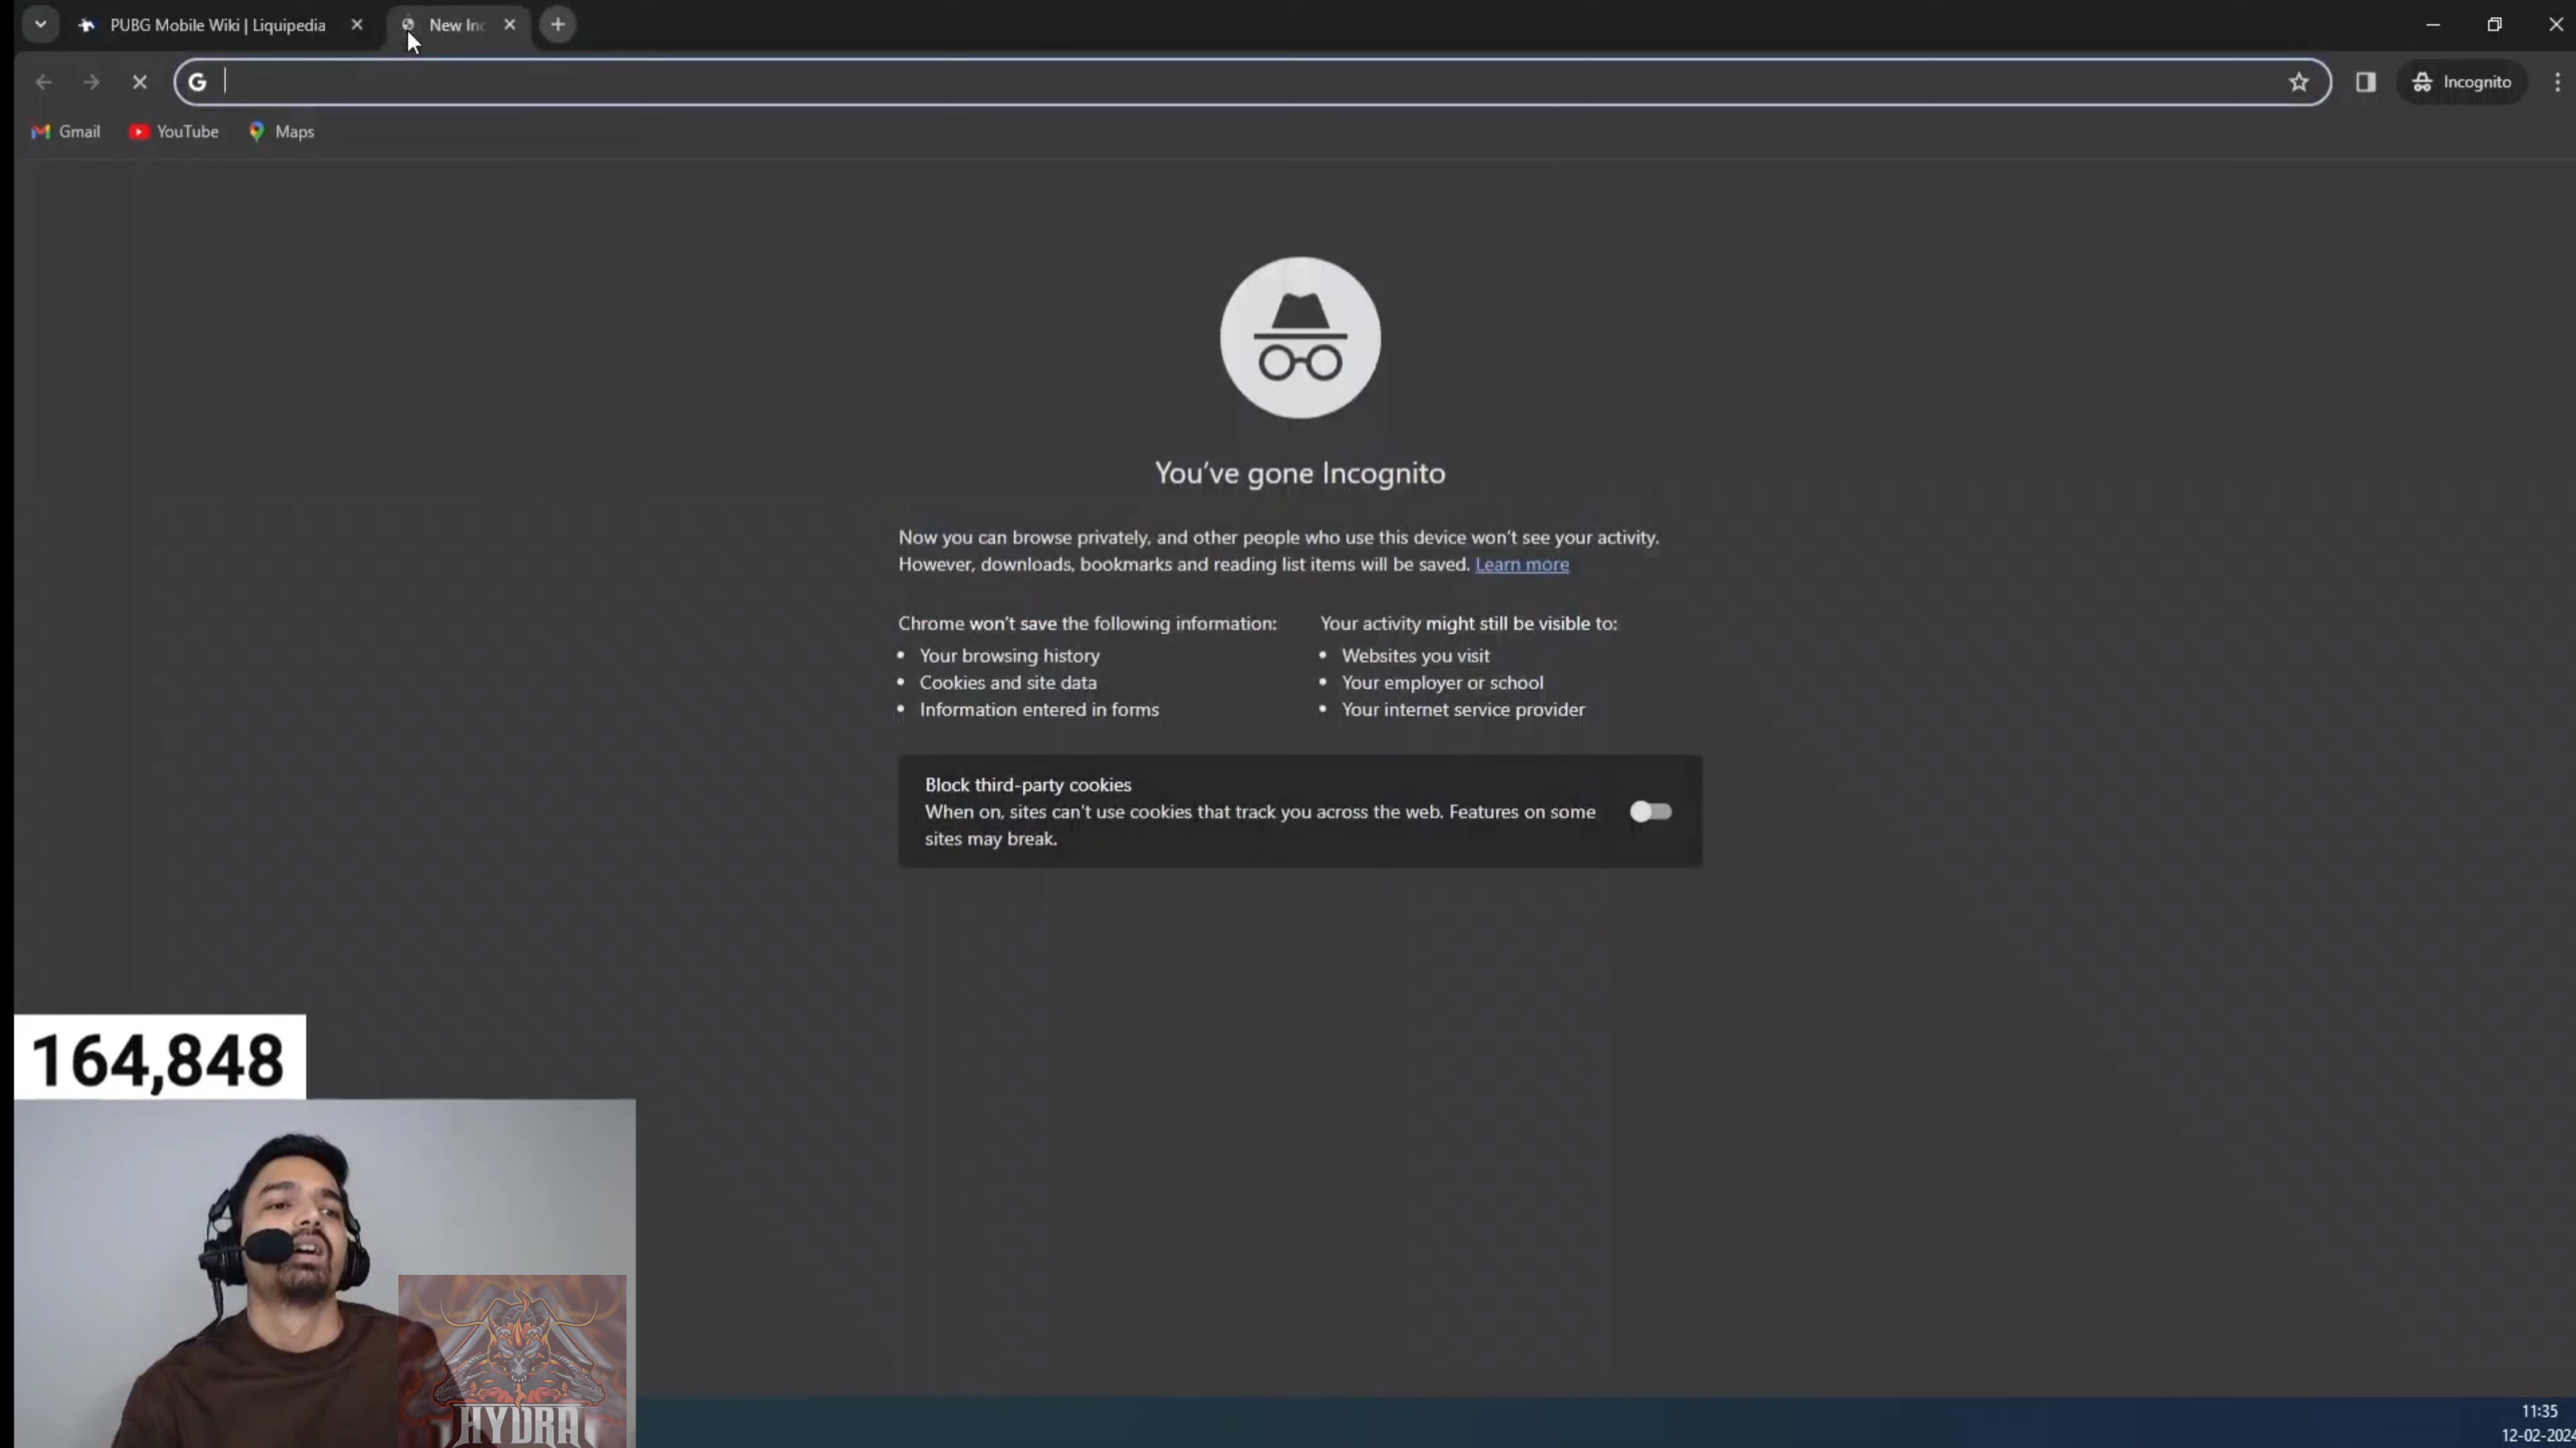 PUBG Mobile Wiki | Liquipedia
New Inc
G
Incognito
Gmail
YouTube
Maps
You've gone Incognito
Now you can browse privately, and other people who use this device won't see your activity.
However, downloads, bookmarks and reading list items will be saved. Learn more
Chrome won't save the following information:
Your browsing history
Cookies and site data
Information entered in forms
Your activity might still be visible to:
Websites you visit
Your employer or school
Your internet service provider
Block third-party cookies
When on, sites can't use cookies that track you across the web. Features on some
sites may break.
164,848
HYDRA
11:35
12-02-2024